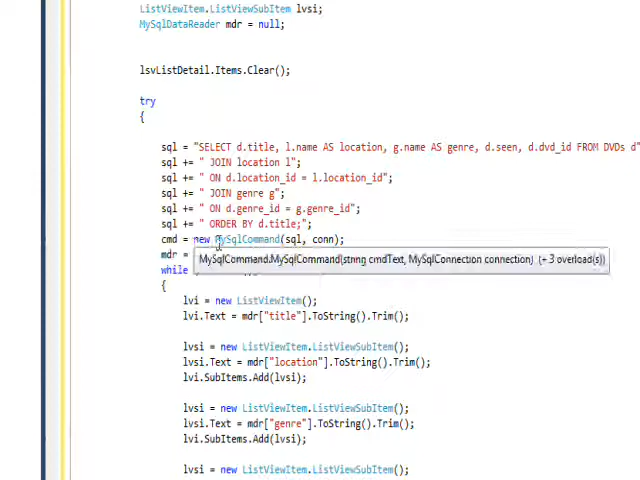 ListViewItem.ListViewSubItem lvsi;
MySqlDataReader mdr = null;
lsvListDetail.Items.Clear();
try
{
sql = "SELECT d.title, l.name AS location, g.name AS genre, d.seen, d.dvd_id FROM DVDs d"
sql += " JOIN location l";
sql += " ON d.location_id = l.location_id";
sql += " JOIN genre g";
sql += " ON d.genre_id = g.genre_id";
sql += " ORDER BY d.title;";
cmd = new MySqlCommand(sql, conn);
mdr =
MySqlCommand.MySqlCommand(string cmdText, MySqlConnection connection) (+ 3 overload(s))
while
{
lvi = new ListViewItem();
lvi.Text = mdr["title"].ToString().Trim();
lvsi = new ListViewItem.ListViewSubItem();
lvsi.Text = mdr["location"].ToString().Trim();
lvi.SubItems.Add(lvsi);
lvsi = new ListViewItem.ListViewSubItem();
lvsi.Text = mdr["genre"].ToString().Trim();
lvi.SubItems.Add(lvsi);
lvsi = new ListViewItem.ListViewSubItem();